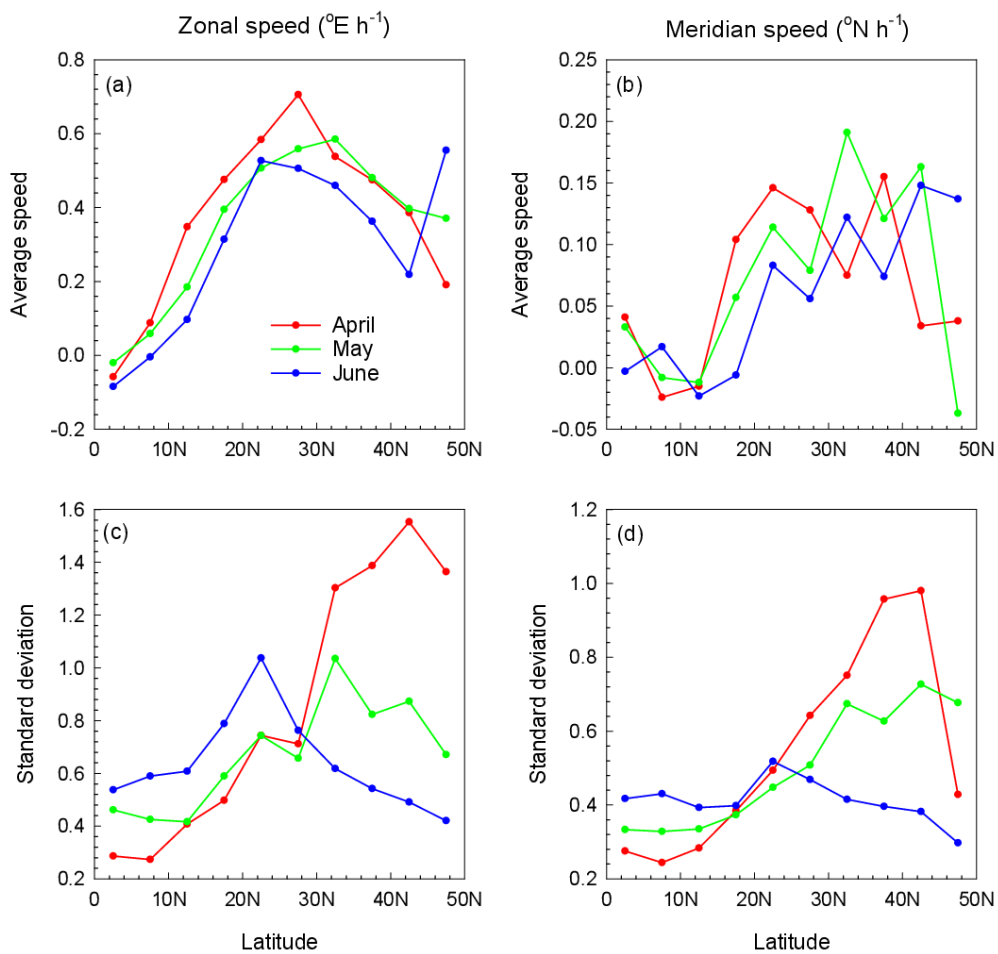 Zonal speed (°E h⁻¹)
Meridian speed (°N h⁻¹)
(a)
Average speed
0.8
0.6
0.4
0.2
0.0
-0.2
April
May
June
0
10N
20N
30N
40N
50N
(b)
Average speed
0.25
0.20
0.15
0.10
0.05
0.00
-0.05
0
10N
20N
30N
40N
50N
(c)
Standard deviation
1.6
1.4
1.2
1.0
0.8
0.6
0.4
0.2
0
10N
20N
30N
40N
50N
Latitude
(d)
Standard deviation
1.2
1.0
0.8
0.6
0.4
0.2
0
10N
20N
30N
40N
50N
Latitude